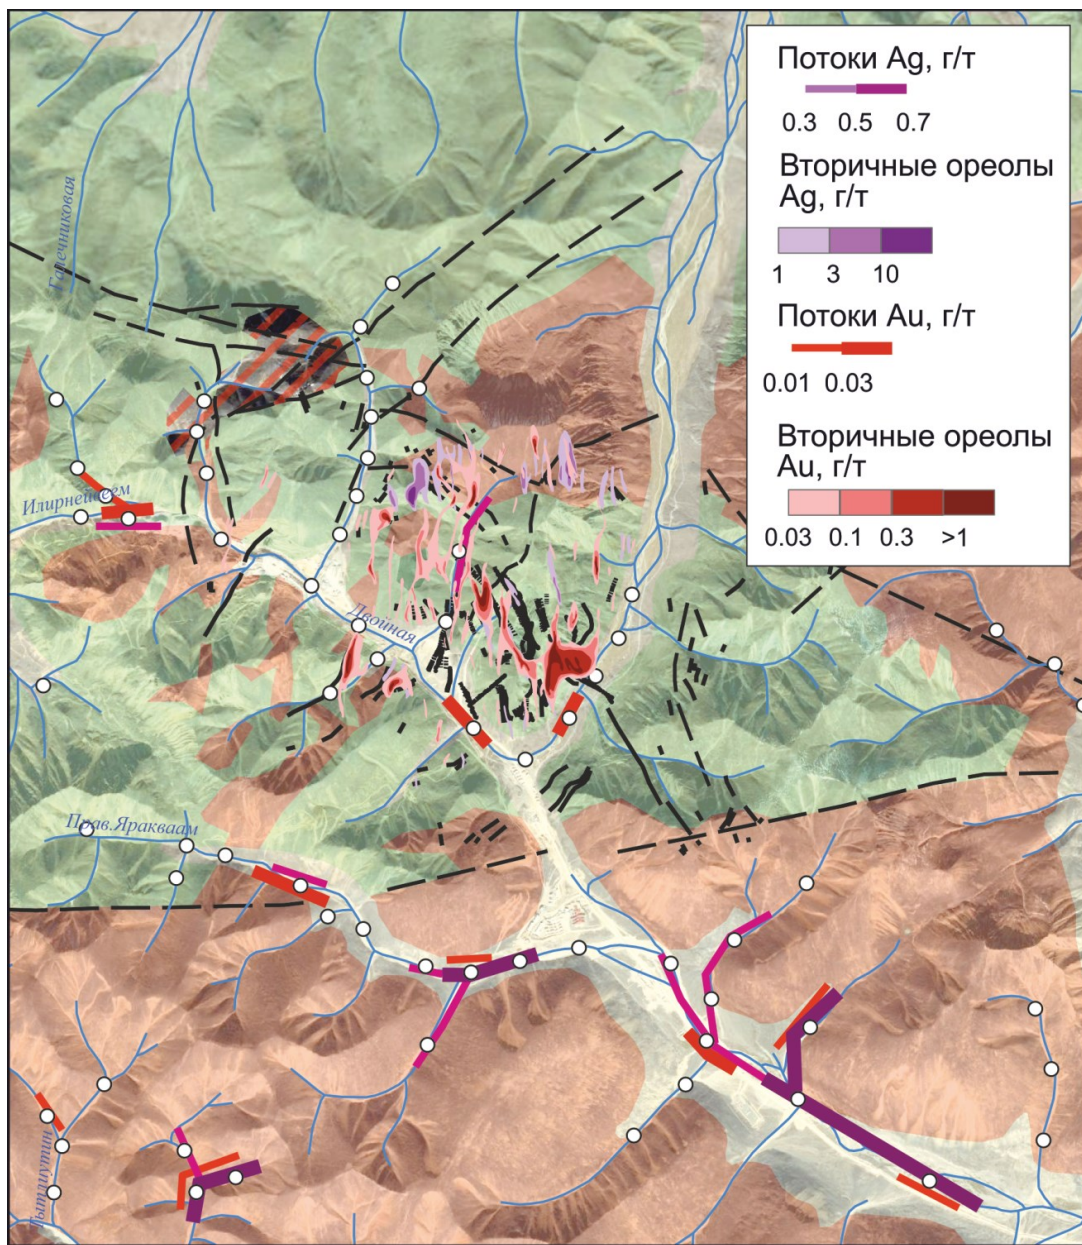 Потоки Ag, г/т
0.3 0.5 0.7
Вторичные ореолы
Ag, г/т
1 3 10
Потоки Au, г/т
0.01 0.03
Вторичные ореолы
Au, г/т
0.03 0.1 0.3 >1
Галечниковая
Илирнейвеем
Двойная
Прав.Яракваам